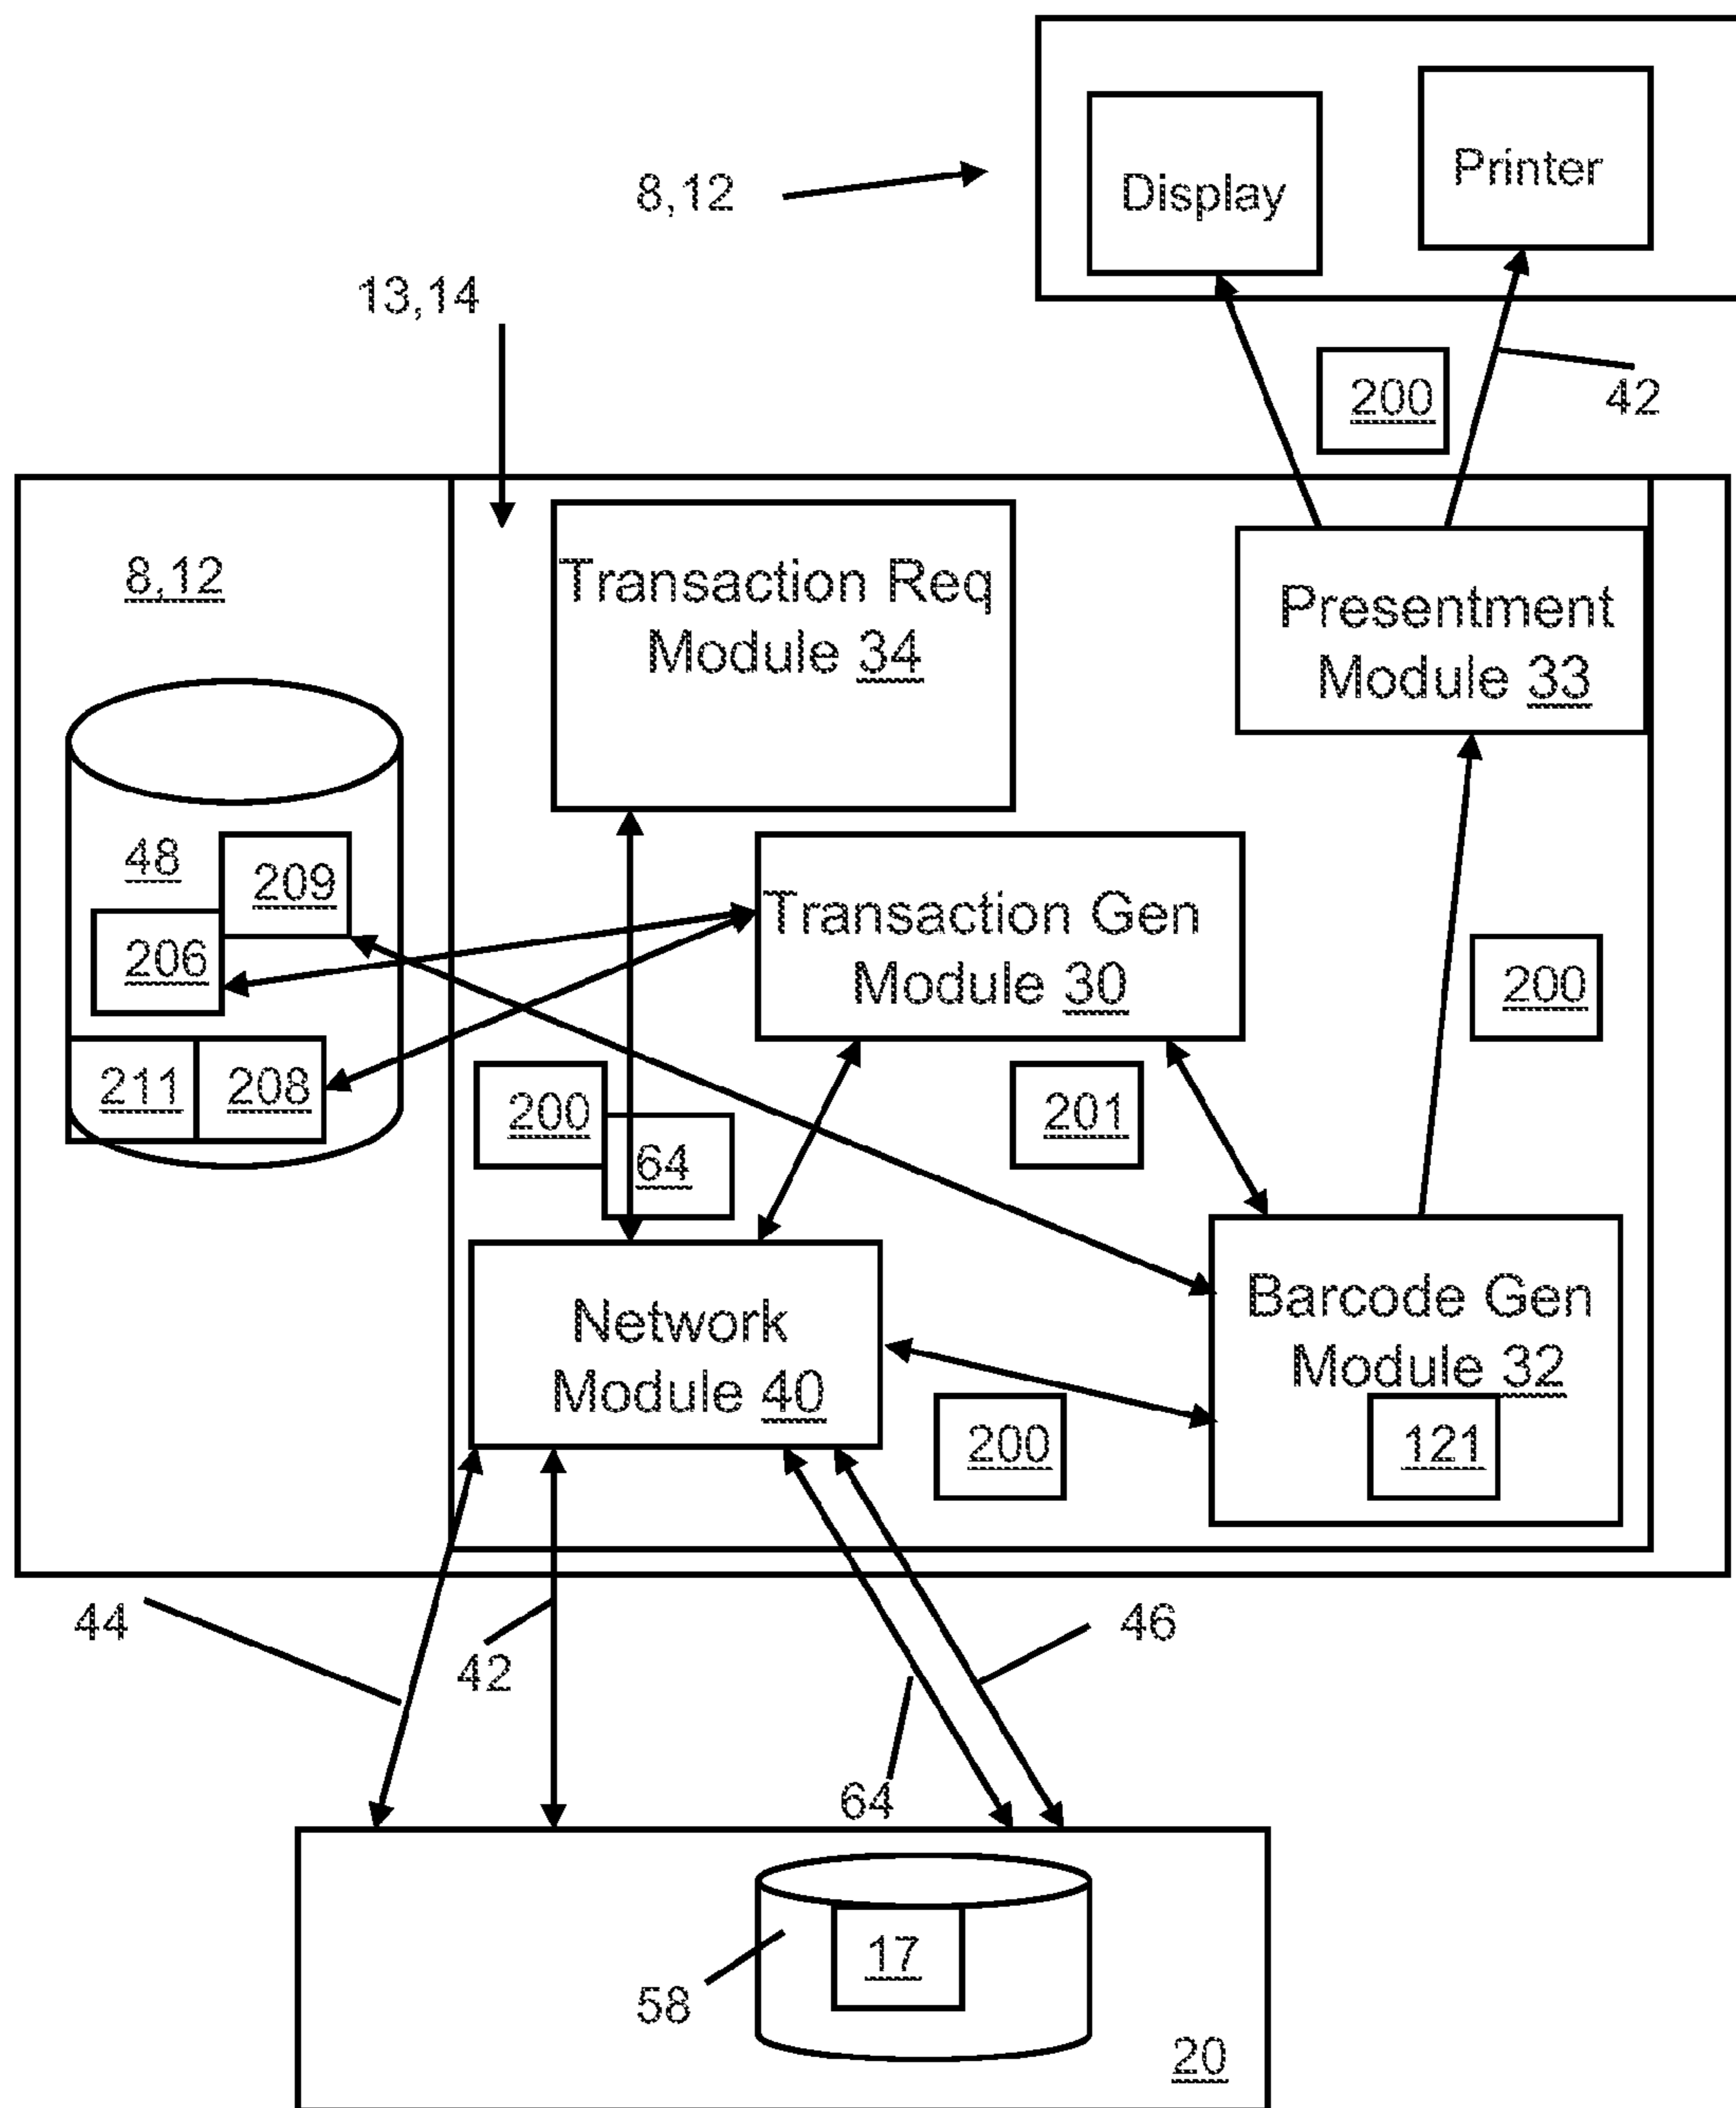 Display
Printer
8,12
13,14
200
42
8,12
Transaction Req
Module 34
Presentment
Module 33
48
209
206
211
208
Transaction Gen
Module 30
200
200
64
201
Network
Module 40
Barcode Gen
Module 32
121
200
44
42
46
64
17
58
20